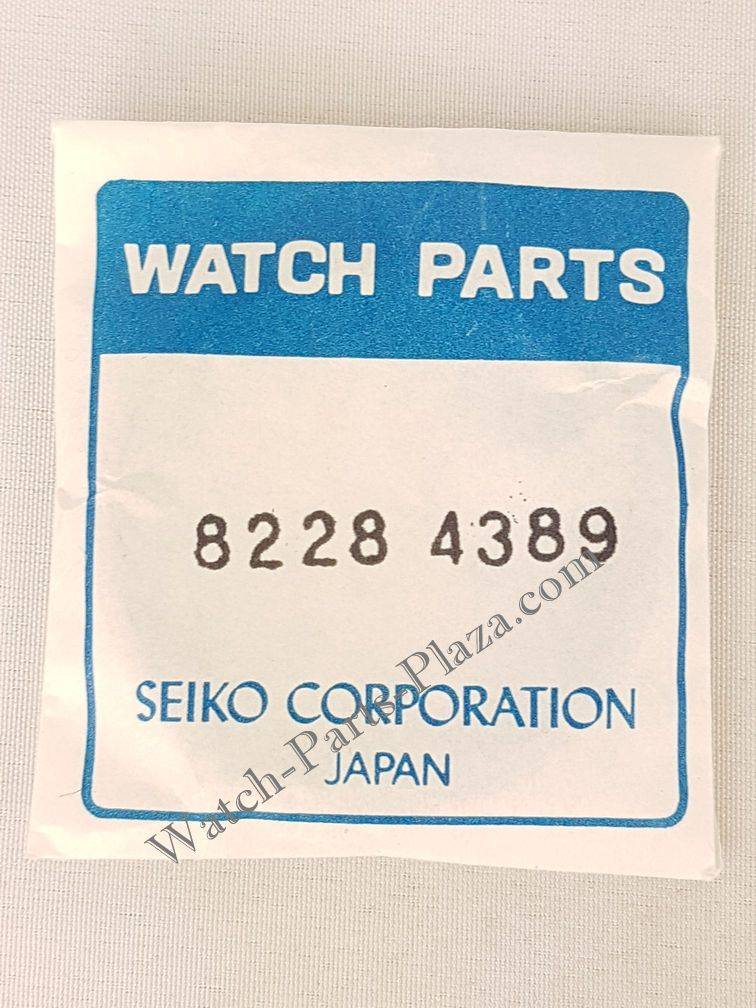 WATCH PARTS
8228 4389
SEIKO CORPORATION
JAPAN
Watch-Parts-Plaza.com